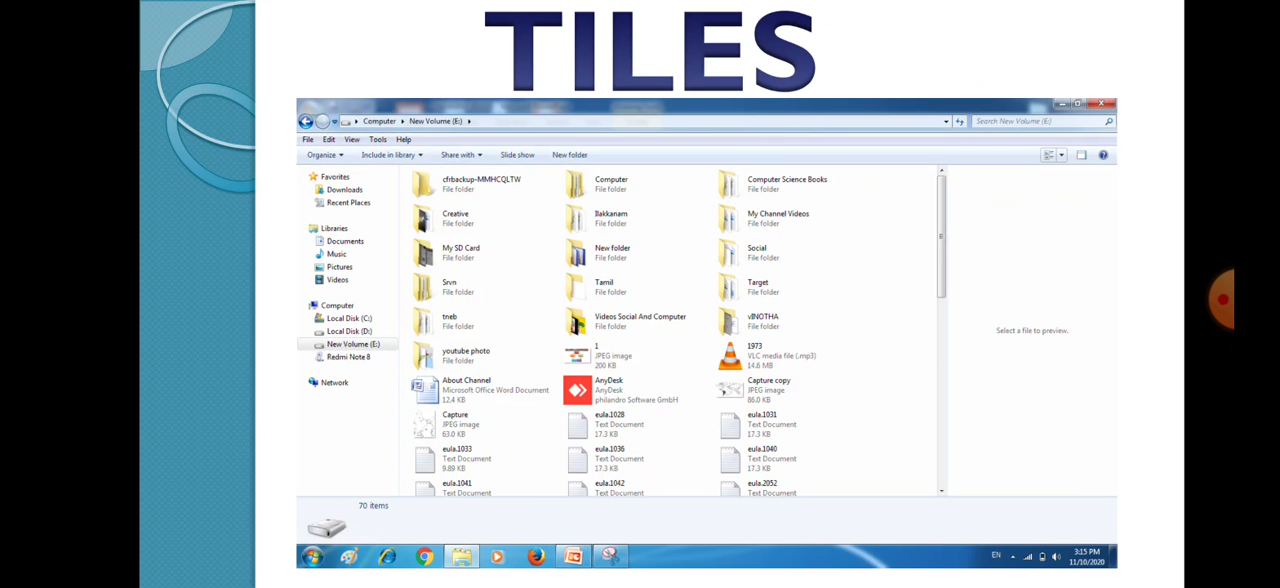 TILES
Computer ▸ New Volume (E:) ▸
Search New Volume (E:)
File Edit View Tools Help
Organize Include in library Share with Slide show New folder
Favorites
Downloads
Recent Places
Libraries
Documents
Music
Pictures
Videos
Computer
Local Disk (C:)
Local Disk (D:)
New Volume (E:)
Redmi Note 8
Network
cfrbackup-MMHCQLTW
File folder
Computer
File folder
Computer Science Books
File folder
Creative
File folder
Ilakkanam
File folder
My Channel Videos
File folder
My SD Card
File folder
New folder
File folder
Social
File folder
Srvn
File folder
Tamil
File folder
Target
File folder
tneb
File folder
Videos Social And Computer
File folder
vINOTHA
File folder
youtube photo
File folder
1
JPEG image
200 KB
1973
VLC media file (.mp3)
14.6 MB
About Channel
Microsoft Office Word Document
12.4 KB
AnyDesk
AnyDesk
philandro Software GmbH
Capture copy
JPEG image
86.0 KB
Capture
JPEG image
63.0 KB
eula.1028
Text Document
17.3 KB
eula.1031
Text Document
17.3 KB
eula.1033
Text Document
9.89 KB
eula.1036
Text Document
17.3 KB
eula.1040
Text Document
17.3 KB
eula.1041
Text Document
eula.1042
Text Document
eula.2052
Text Document
Select a file to preview.
70 items
EN
3:15 PM
11/10/2020